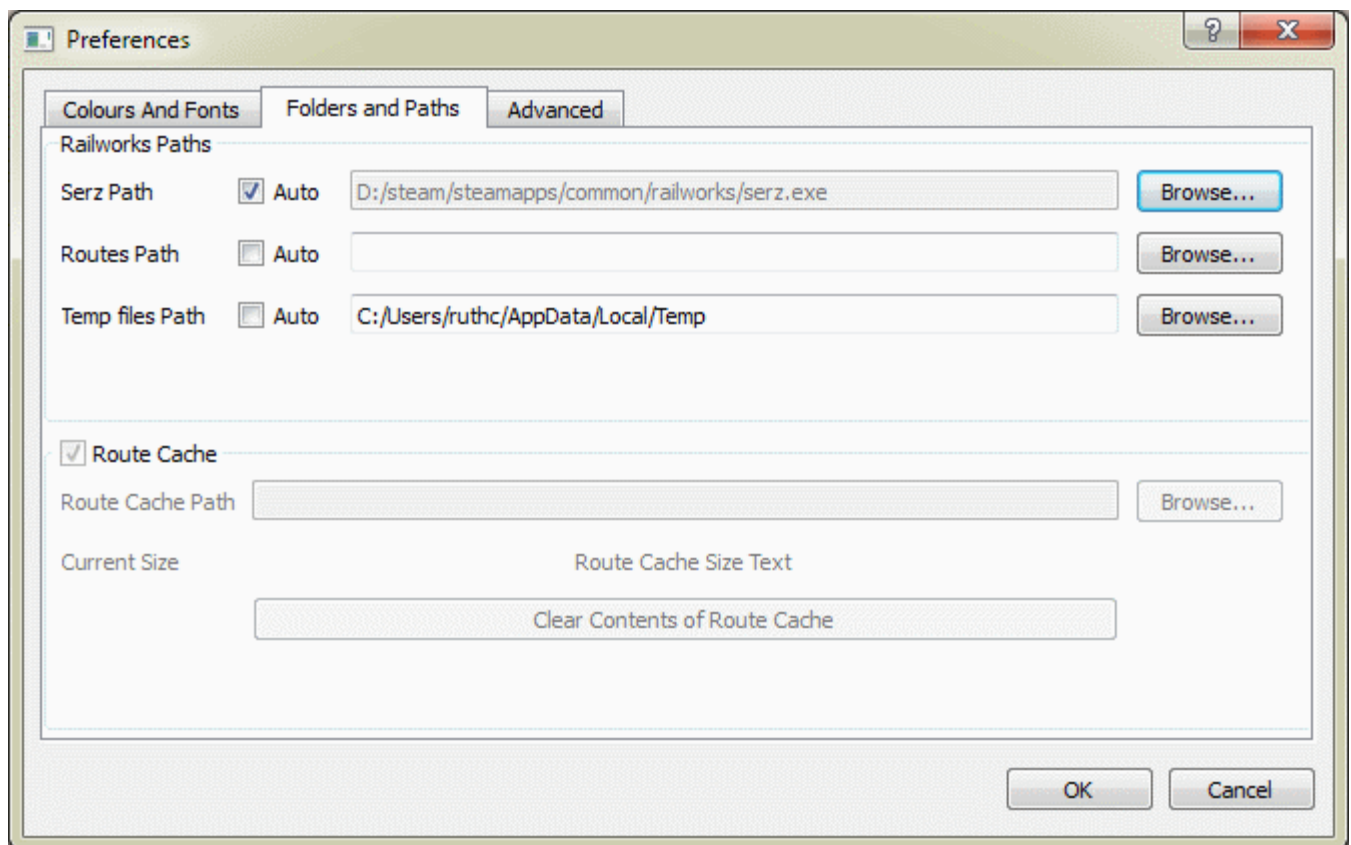 Preferences
?
X
Colours And Fonts Folders and Paths Advanced
Railworks Paths
Serz Path Auto D:/steam/steamapps/common/railworks/serz.exe Browse...
Routes Path Auto Browse...
Temp files Path Auto C:/Users/ruthc/AppData/Local/Temp Browse...
Route Cache
Route Cache Path Browse...
Current Size Route Cache Size Text
Clear Contents of Route Cache
OK Cancel